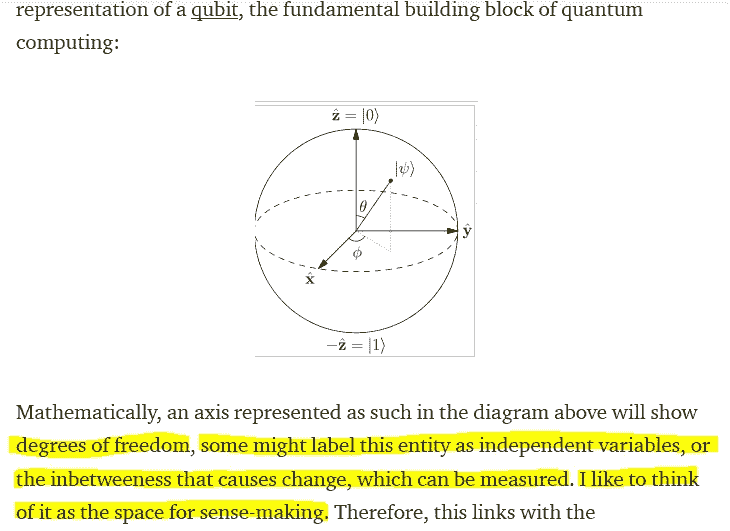 representation of a qubit, the fundamental building block of quantum
computing:
ẑ = |0⟩
|ψ⟩
θ
ŷ
ϕ
x̂
−ẑ = |1⟩
Mathematically, an axis represented as such in the diagram above will show
degrees of freedom, some might label this entity as independent variables, or
the inbetweeness that causes change, which can be measured. I like to think
of it as the space for sense-making. Therefore, this links with the